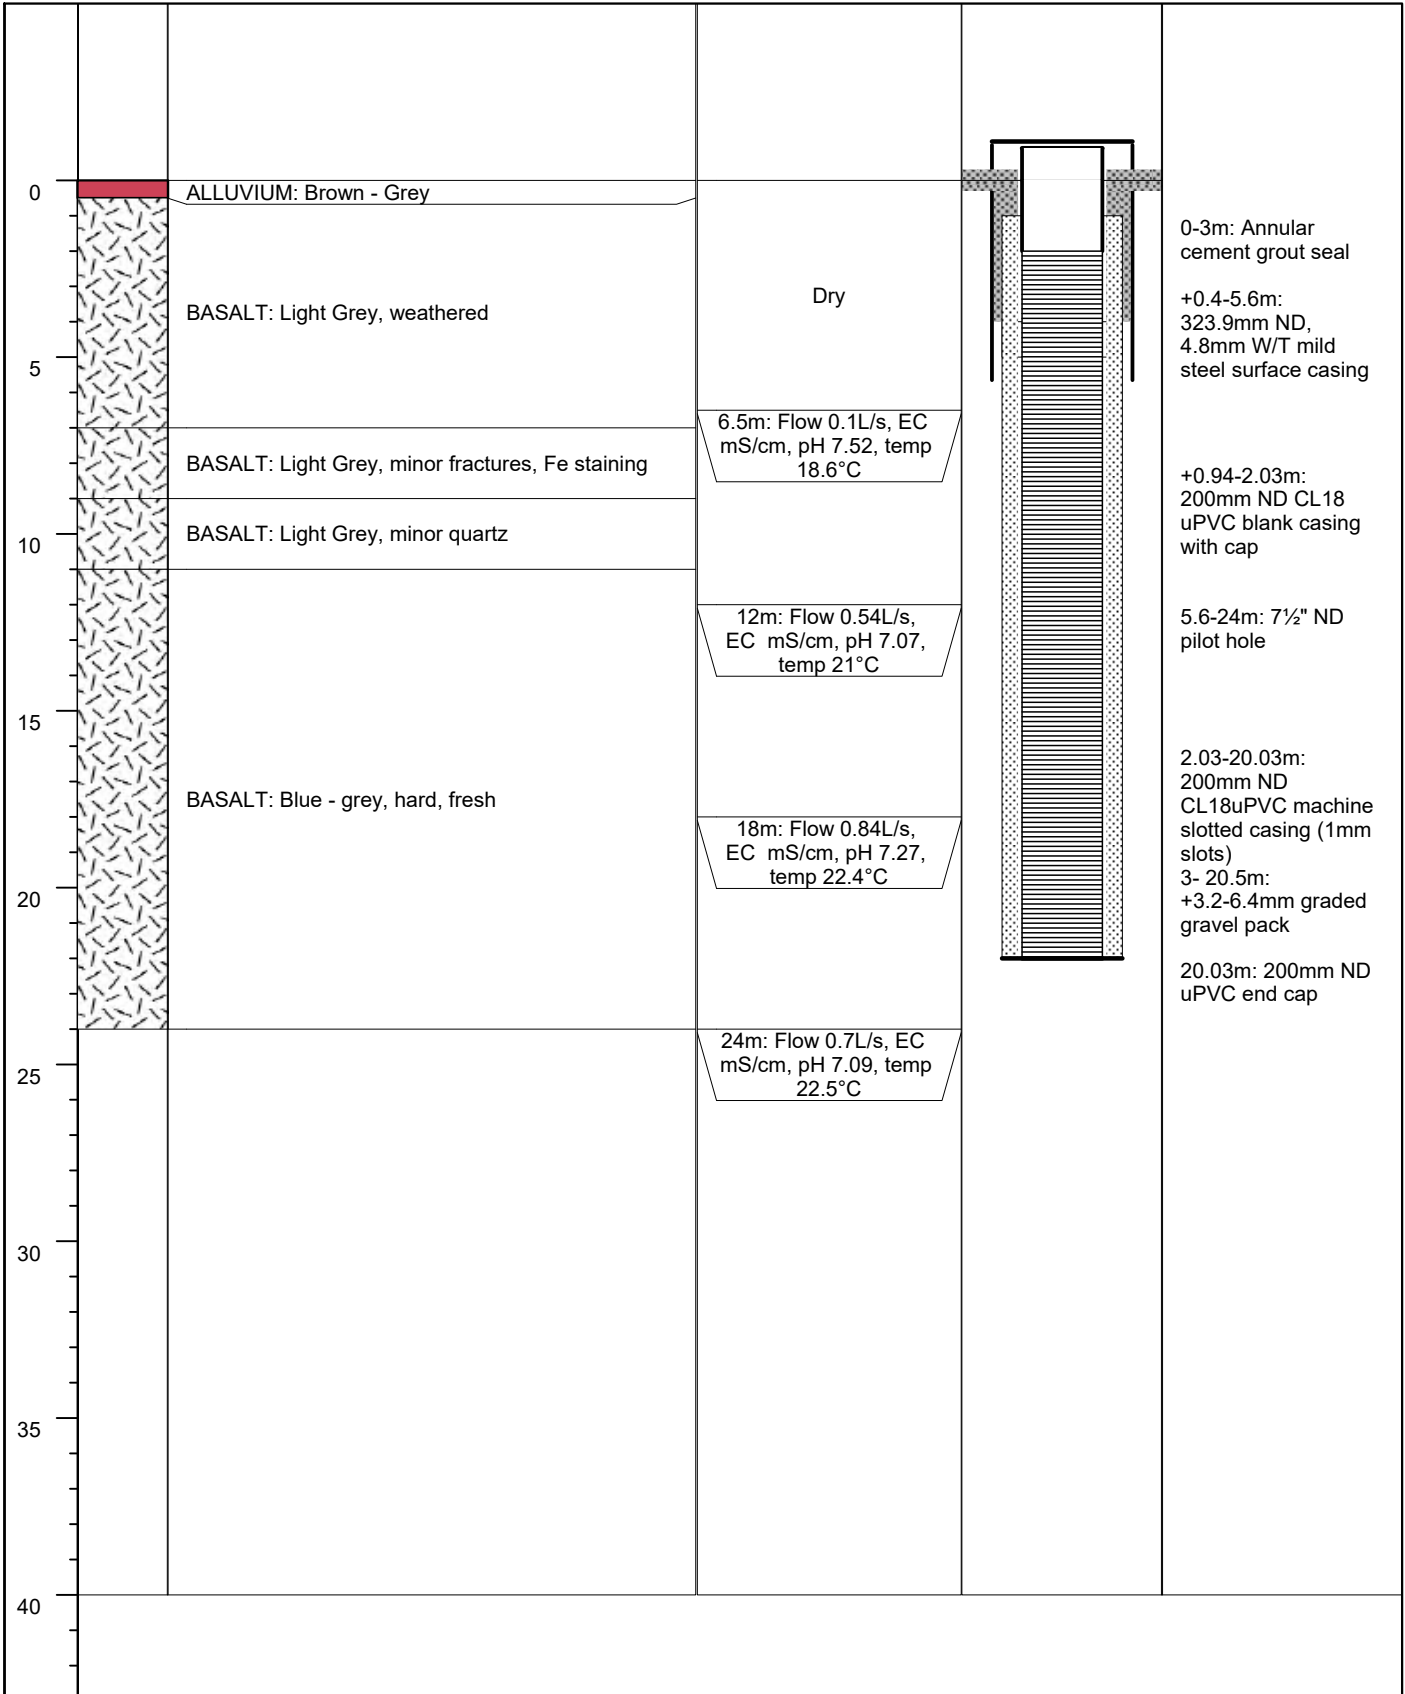 0
5
10
15
20
25
30
35
40
ALLUVIUM: Brown - Grey
BASALT: Light Grey, weathered
BASALT: Light Grey, minor fractures, Fe staining
BASALT: Light Grey, minor quartz
BASALT: Blue - grey, hard, fresh
Dry
6.5m: Flow 0.1L/s, EC
mS/cm, pH 7.52, temp
18.6°C
12m: Flow 0.54L/s,
EC  mS/cm, pH 7.07,
temp 21°C
18m: Flow 0.84L/s,
EC  mS/cm, pH 7.27,
temp 22.4°C
24m: Flow 0.7L/s, EC
mS/cm, pH 7.09, temp
22.5°C
0-3m: Annular
cement grout seal
+0.4-5.6m:
323.9mm ND,
4.8mm W/T mild
steel surface casing
+0.94-2.03m:
200mm ND CL18
uPVC blank casing
with cap
5.6-24m: 7½" ND
pilot hole
2.03-20.03m:
200mm ND
CL18uPVC machine
slotted casing (1mm
slots)
3- 20.5m:
+3.2-6.4mm graded
gravel pack
20.03m: 200mm ND
uPVC end cap